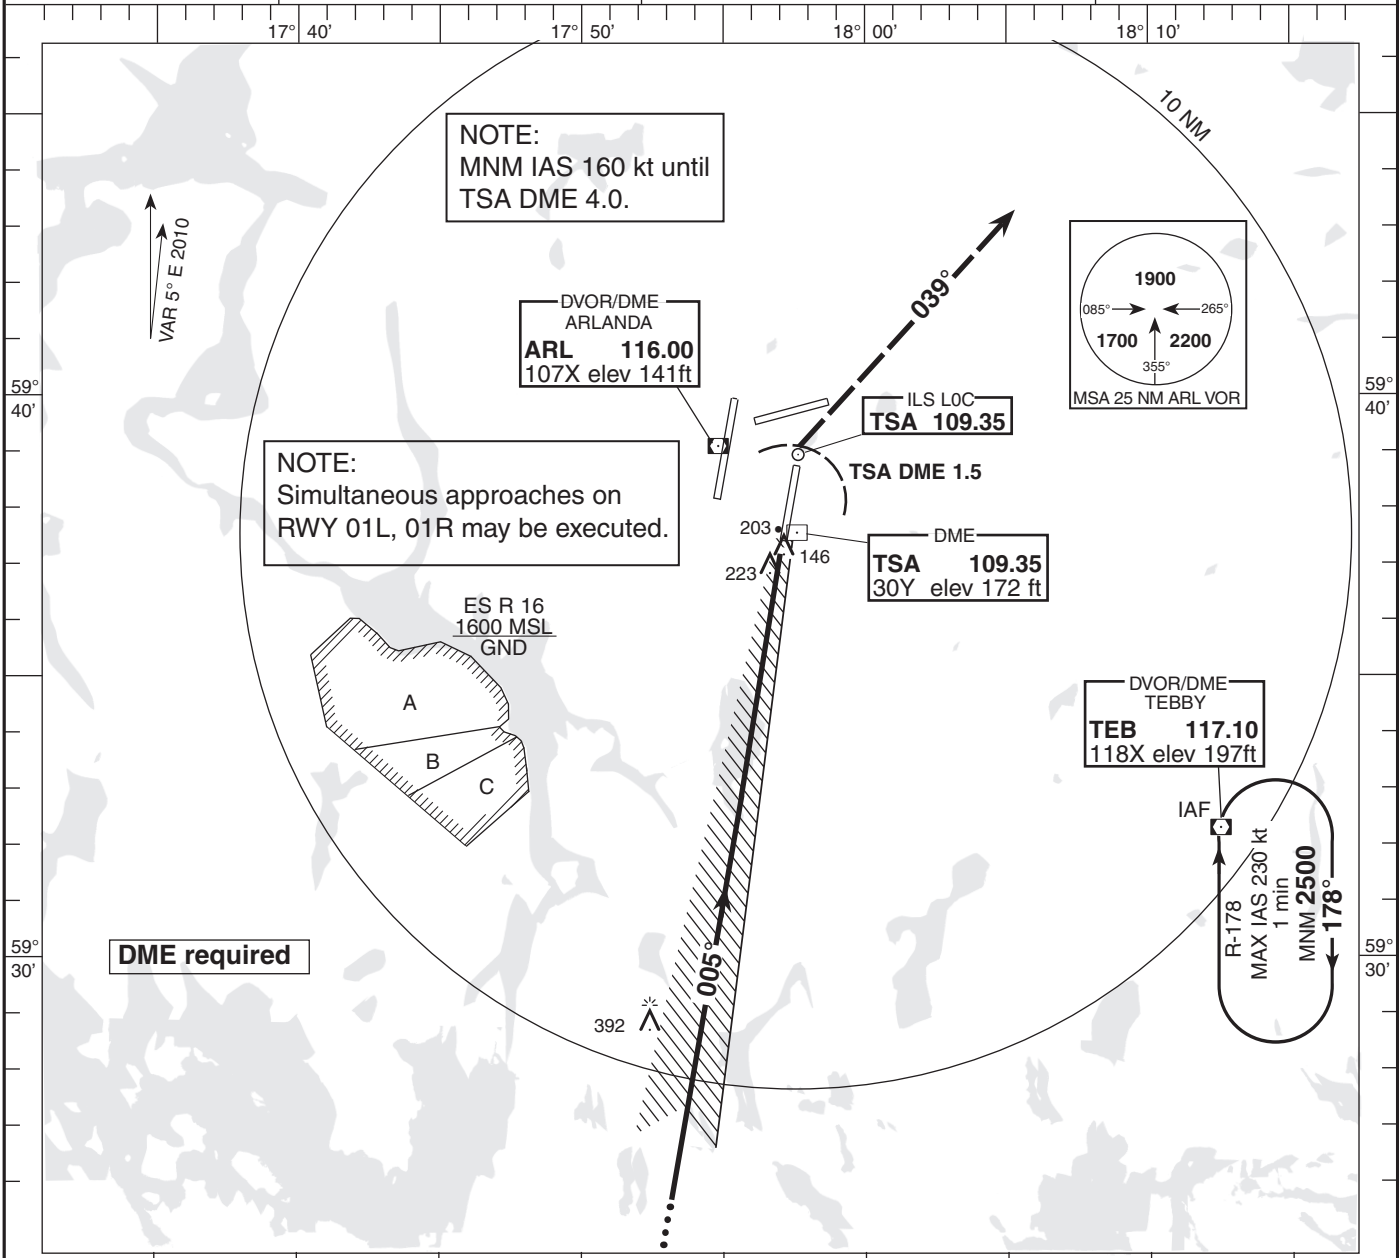 17° 40’
17° 50’
18° 00’
18° 10’
10 NM
NOTE:
MNM IAS 160 kt until
TSA DME 4.0.
VAR 5° E 2010
039°
1900
085°
265°
1700
2200
355°
MSA 25 NM ARL VOR
DVOR/DME
ARLANDA
ARL 116.00
107X elev 141ft
59°
40’
59°
40’
ILS L0C
TSA 109.35
NOTE:
Simultaneous approaches on
RWY 01L, 01R may be executed.
TSA DME 1.5
203
146
223
DME
TSA 109.35
30Y elev 172 ft
ES R 16
1600 MSL
GND
A
B
C
DVOR/DME
TEBBY
TEB 117.10
118X elev 197ft
IAF
R-178
MAX IAS 230 kt
1 min
MNM 2500
178°
59°
30’
59°
30’
DME required
005°
392